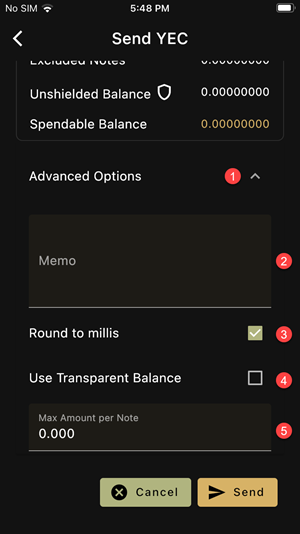 No SIM 5:48 PM
Send YEC
Excluded Notes 0.00000000
Unshielded Balance 0.00000000
Spendable Balance 0.00000000
Advanced Options 1
Memo 2
Round to millis 3
Use Transparent Balance 4
Max Amount per Note
0.000 5
Cancel Send